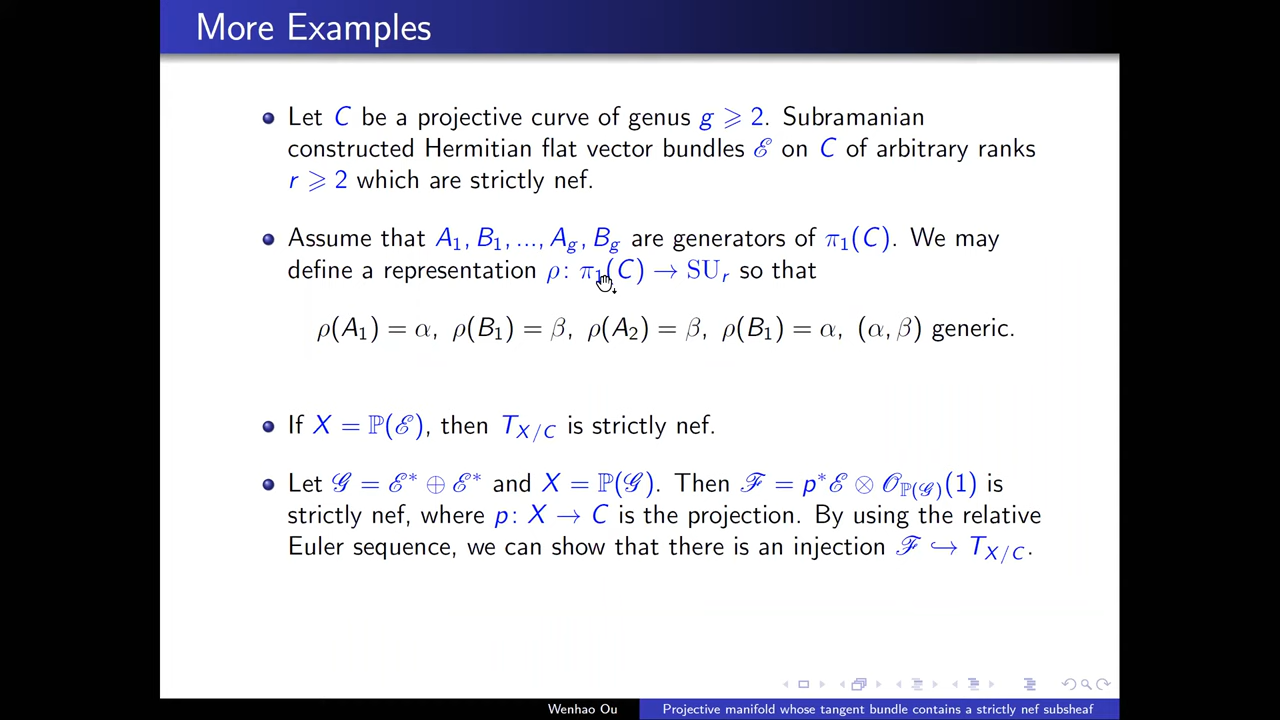 More Examples
Let C be a projective curve of genus g ⩾ 2. Subramanian
constructed Hermitian flat vector bundles ℰ on C of arbitrary ranks
r ⩾ 2 which are strictly nef.
Assume that A₁, B₁, ..., A_g, B_g are generators of π₁(C). We may
define a representation ρ: π₁(C) → SU_r so that
ρ(A₁) = α, ρ(B₁) = β, ρ(A₂) = β, ρ(B₁) = α, (α, β) generic.
If X = ℙ(ℰ), then T_{X/C} is strictly nef.
Let 𝒢 = ℰ* ⊕ ℰ* and X = ℙ(𝒢). Then ℱ = p*ℰ ⊗ 𝒪_{ℙ(𝒢)}(1) is
strictly nef, where p: X → C is the projection. By using the relative
Euler sequence, we can show that there is an injection ℱ ↪ T_{X/C}.
Wenhao Ou Projective manifold whose tangent bundle contains a strictly nef subsheaf